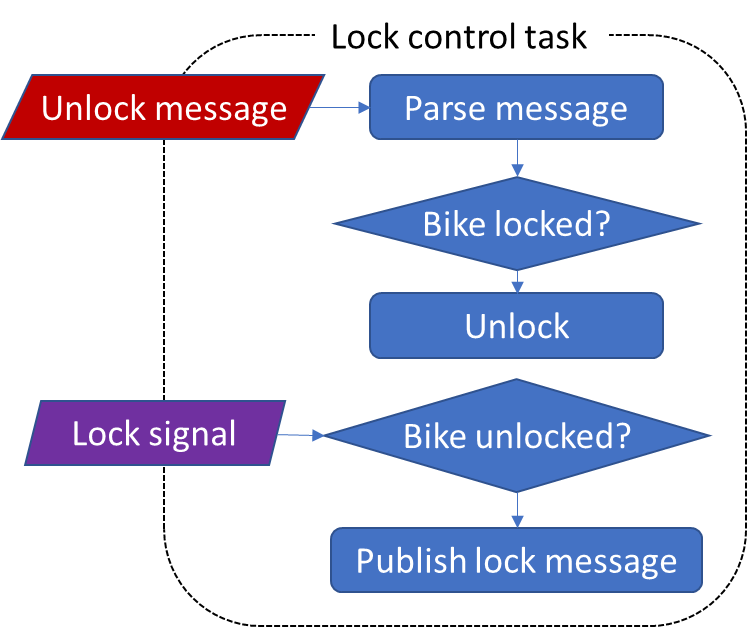 Lock control task
Unlock message
Parse message
Bike locked?
Unlock
Lock signal
Bike unlocked?
Publish lock message